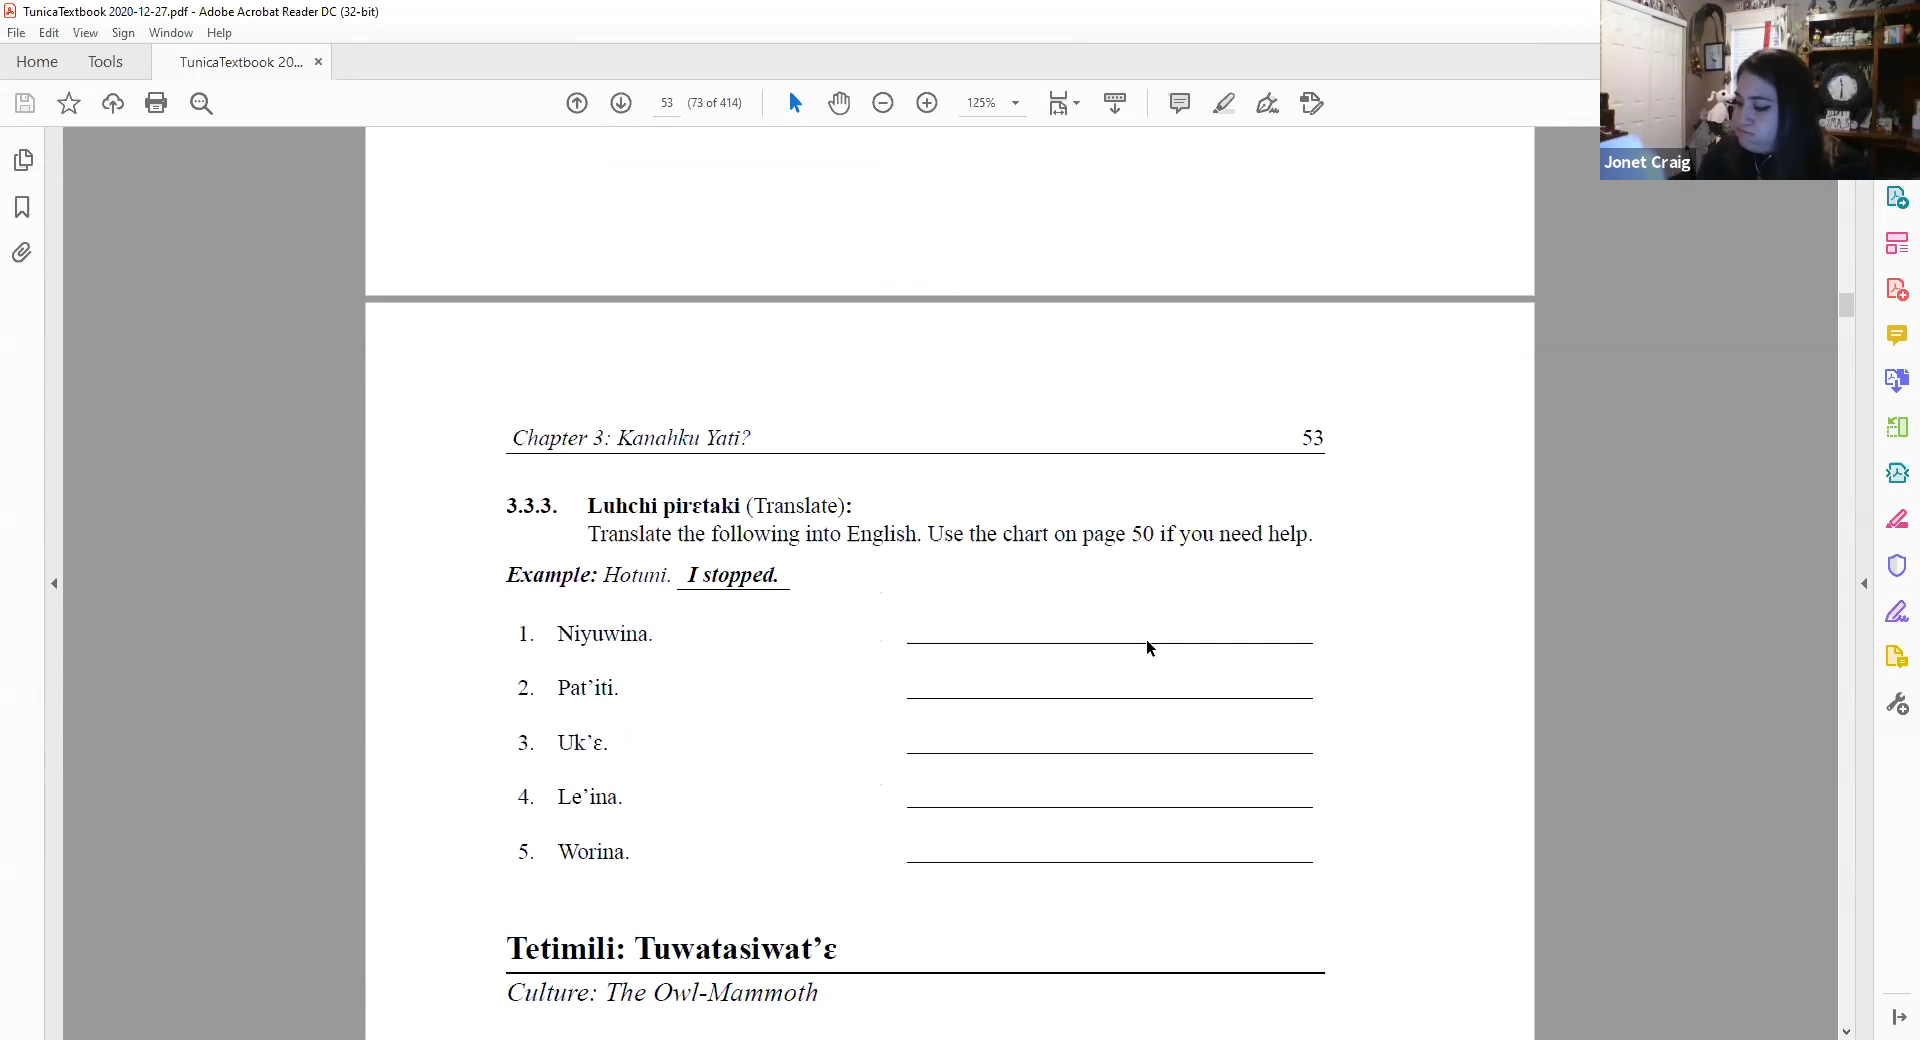 TunicaTextbook 2020-12-27.pdf - Adobe Acrobat Reader DC (32-bit)
File Edit View Sign Window Help
Home Tools TunicaTextbook 20... ×
53 (73 of 414) 125%
Jonet Craig
Chapter 3: Kanahku Yati? 53
3.3.3. Luhchi pirɛtaki (Translate):
Translate the following into English. Use the chart on page 50 if you need help.
Example: Hotuni. I stopped.
1. Niyuwina.
2. Pat’iti.
3. Uk’ɛ.
4. Le’ina.
5. Worina.
Tetimili: Tuwatasiwat’ɛ
Culture: The Owl-Mammoth